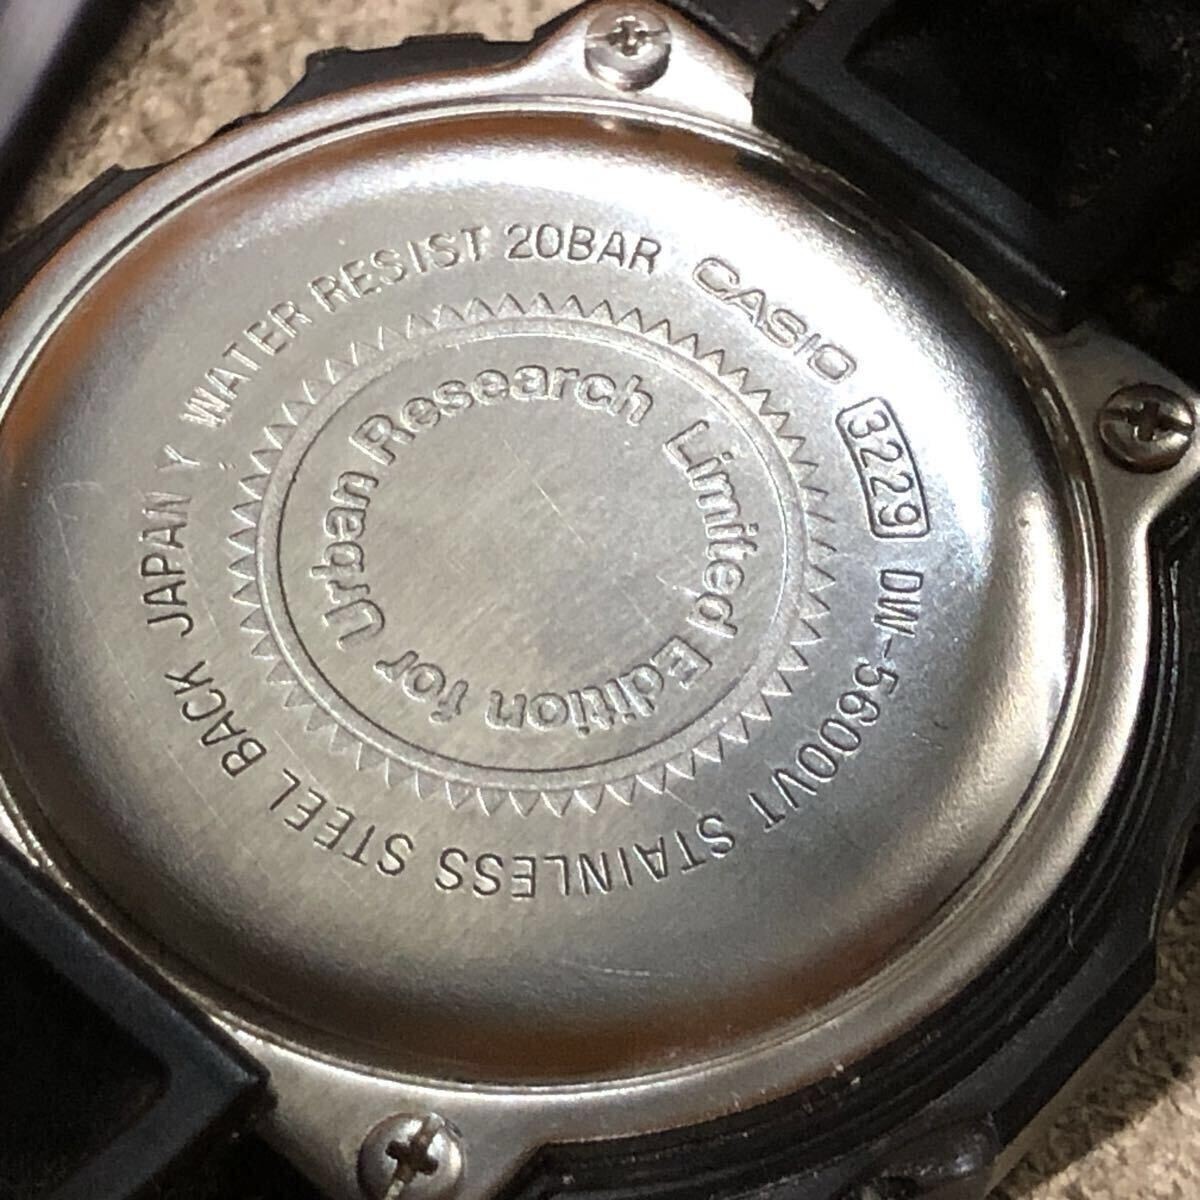 CASIO 3229 DW-5600VT STAINLESS STEEL BACK JAPAN Y WATER RESIST 20BAR
Limited Edition for Urban Research